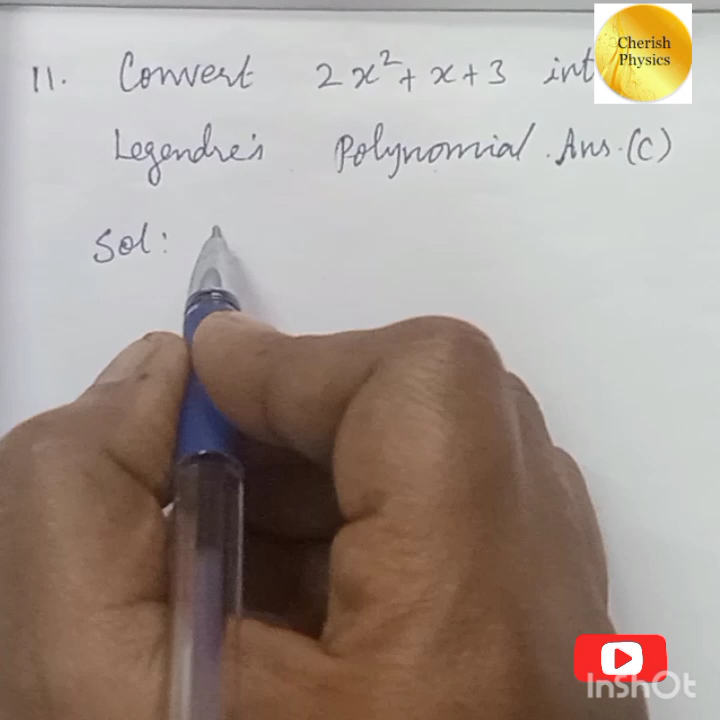 11. Convert 2x²+x+3 int
Legendre's Polynomial. Ans.(C)
Sol:
Cherish
Physics
InShOt